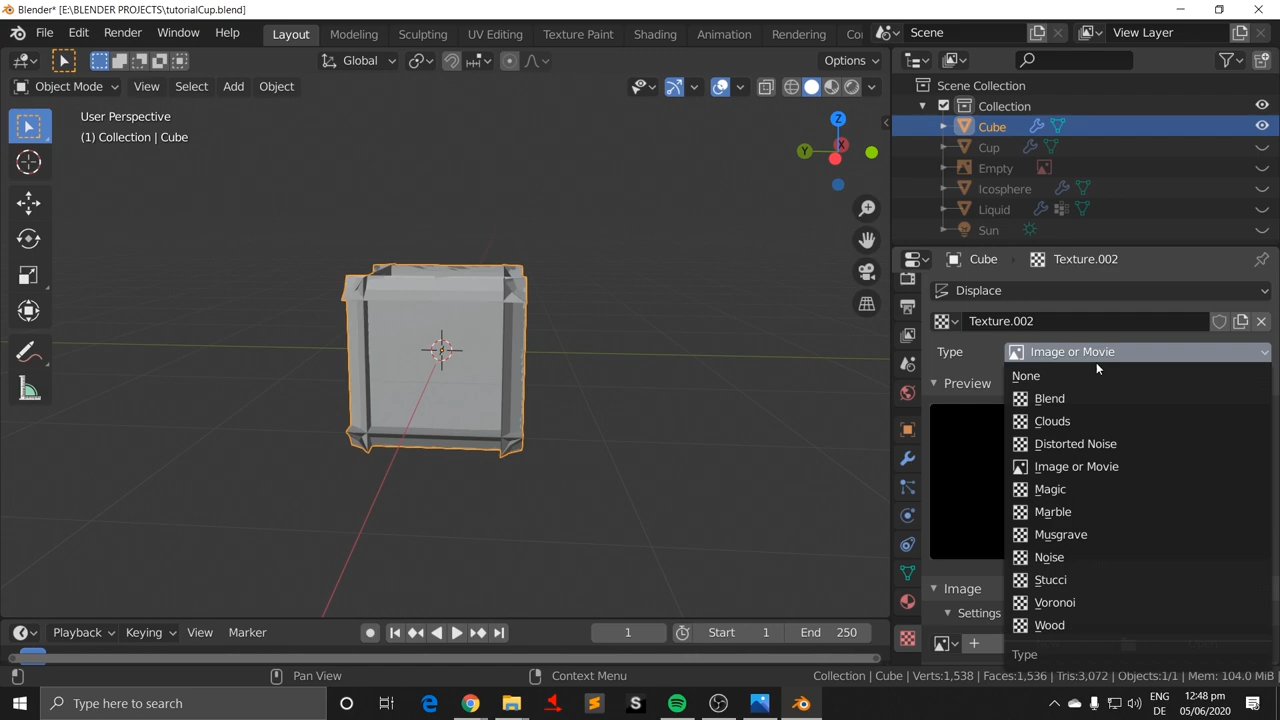 Blender* [E:\BLENDER PROJECTS\tutorialCup.blend]
File Edit Render Window Help Layout Modeling Sculpting UV Editing Texture Paint Shading Animation Rendering Co Scene View Layer
Global Options
Object Mode View Select Add Object
User Perspective
(1) Collection | Cube
Z
Y X
Scene Collection
Collection
Cube
Cup
Empty
Icosphere
Liquid
Sun
Cube Texture.002
Displace
Texture.002
Type Image or Movie
Preview
None
Blend
Clouds
Distorted Noise
Image or Movie
Magic
Marble
Musgrave
Noise
Stucci
Voronoi
Wood
Type
Image
Settings
Playback Keying View Marker 1 Start 1 End 250
Pan View Context Menu Collection | Cube | Verts:1,538 | Faces:1,536 | Tris:3,072 | Objects:1/1 | Mem: 104.0 MiB
Type here to search
ENG
DE
12:48 pm
05/06/2020